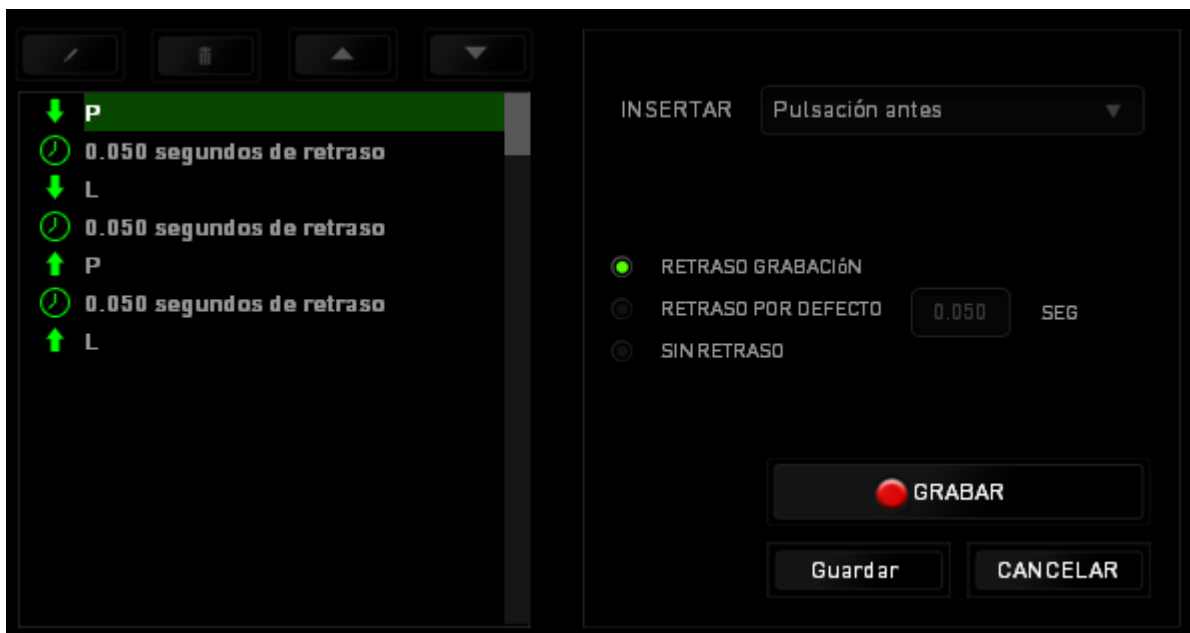 P
0.050 segundos de retraso
L
0.050 segundos de retraso
P
0.050 segundos de retraso
L
INSERTAR Pulsación antes
RETRASO GRABACIóN
RETRASO POR DEFECTO 0.050 SEG
SIN RETRASO
GRABAR
Guardar CANCELAR